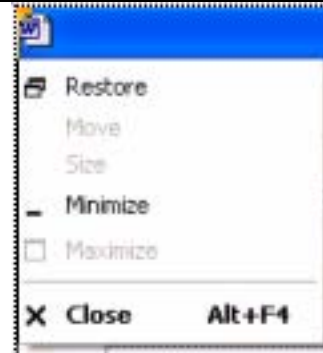 W
Restore
Move
Size
Minimize
Maximize
Close Alt+F4